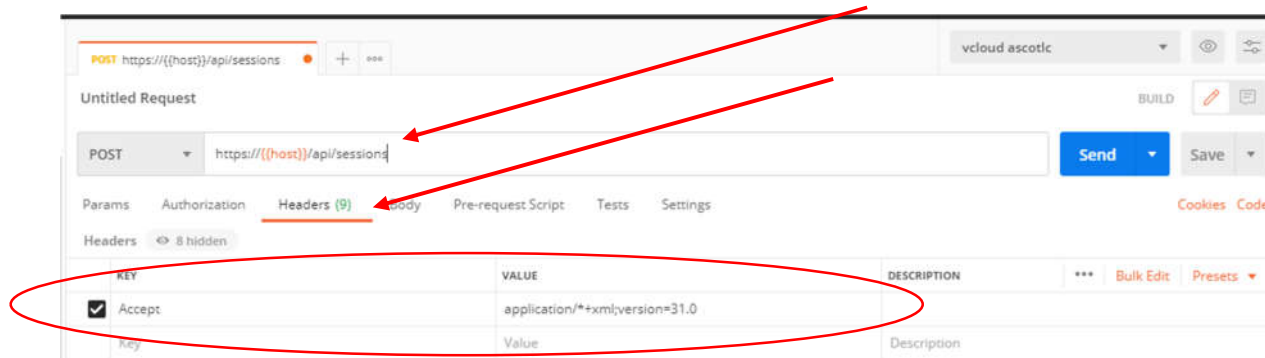 POST https://{{host}}/api/sessions
vcloud ascotlc
Untitled Request
BUILD
POST https://{{host}}/api/sessions Send Save
Params Authorization Headers (9) Body Pre-request Script Tests Settings Cookies Code
Headers 8 hidden
KEY VALUE DESCRIPTION Bulk Edit Presets
Accept application/*+xml;version=31.0
Key Value Description